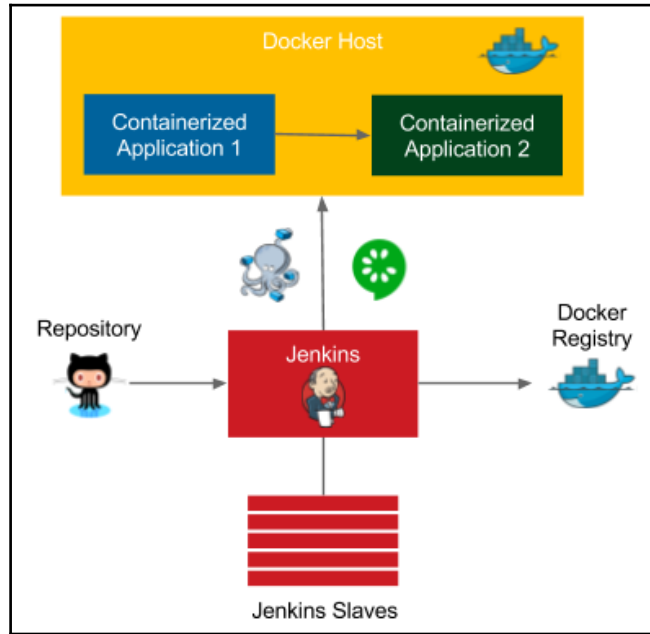 Docker Host
Containerized
Application 1
Containerized
Application 2
Repository
Jenkins
Docker
Registry
Jenkins Slaves